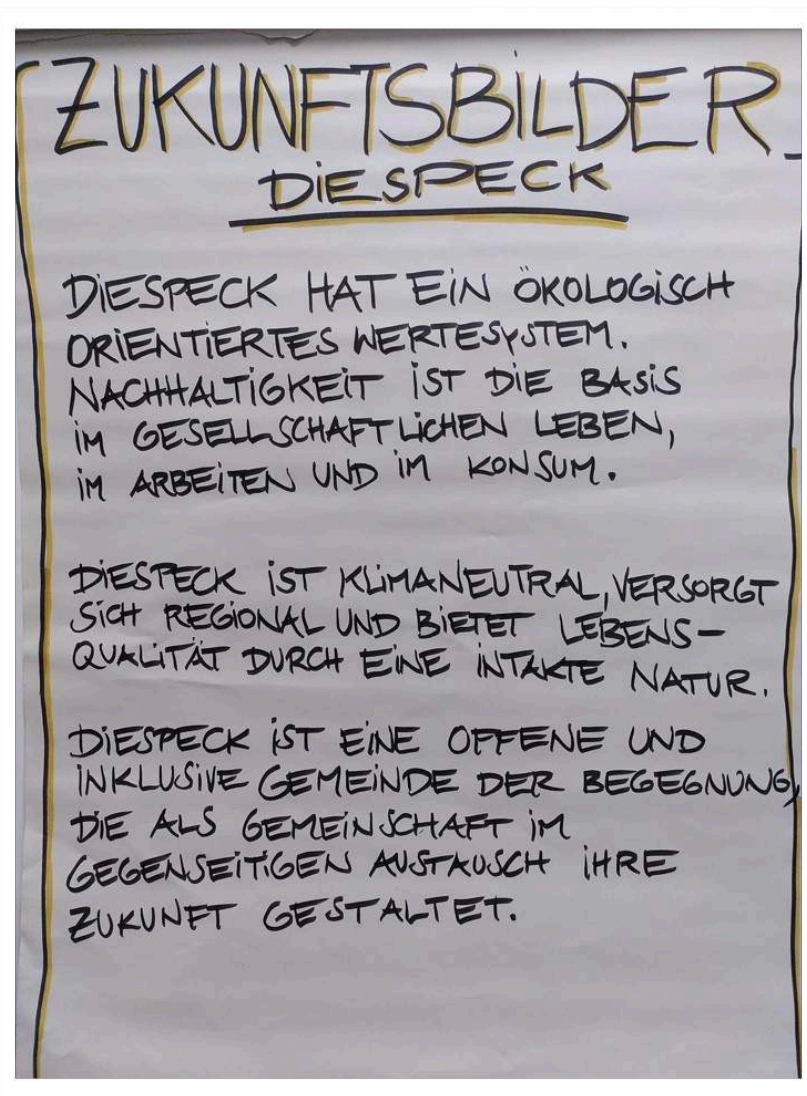 ZUKUNFTSBILDER
DIESPECK
DIESPECK HAT EIN ÖKOLOGISCH
ORIENTIERTES WERTESYSTEM.
NACHHALTIGKEIT IST DIE BASIS
IM GESELLSCHAFTLICHEN LEBEN,
IM ARBEITEN UND IM KONSUM.
DIESPECK IST KLIMANEUTRAL, VERSORGT
SICH REGIONAL UND BIETET LEBENS-
QUALITÄT DURCH EINE INTAKTE NATUR.
DIESPECK IST EINE OFFENE UND
INKLUSIVE GEMEINDE DER BEGEGNUNG,
DIE ALS GEMEINSCHAFT IM
GEGENSEITIGEN AUSTAUSCH IHRE
ZUKUNFT GESTALTET.